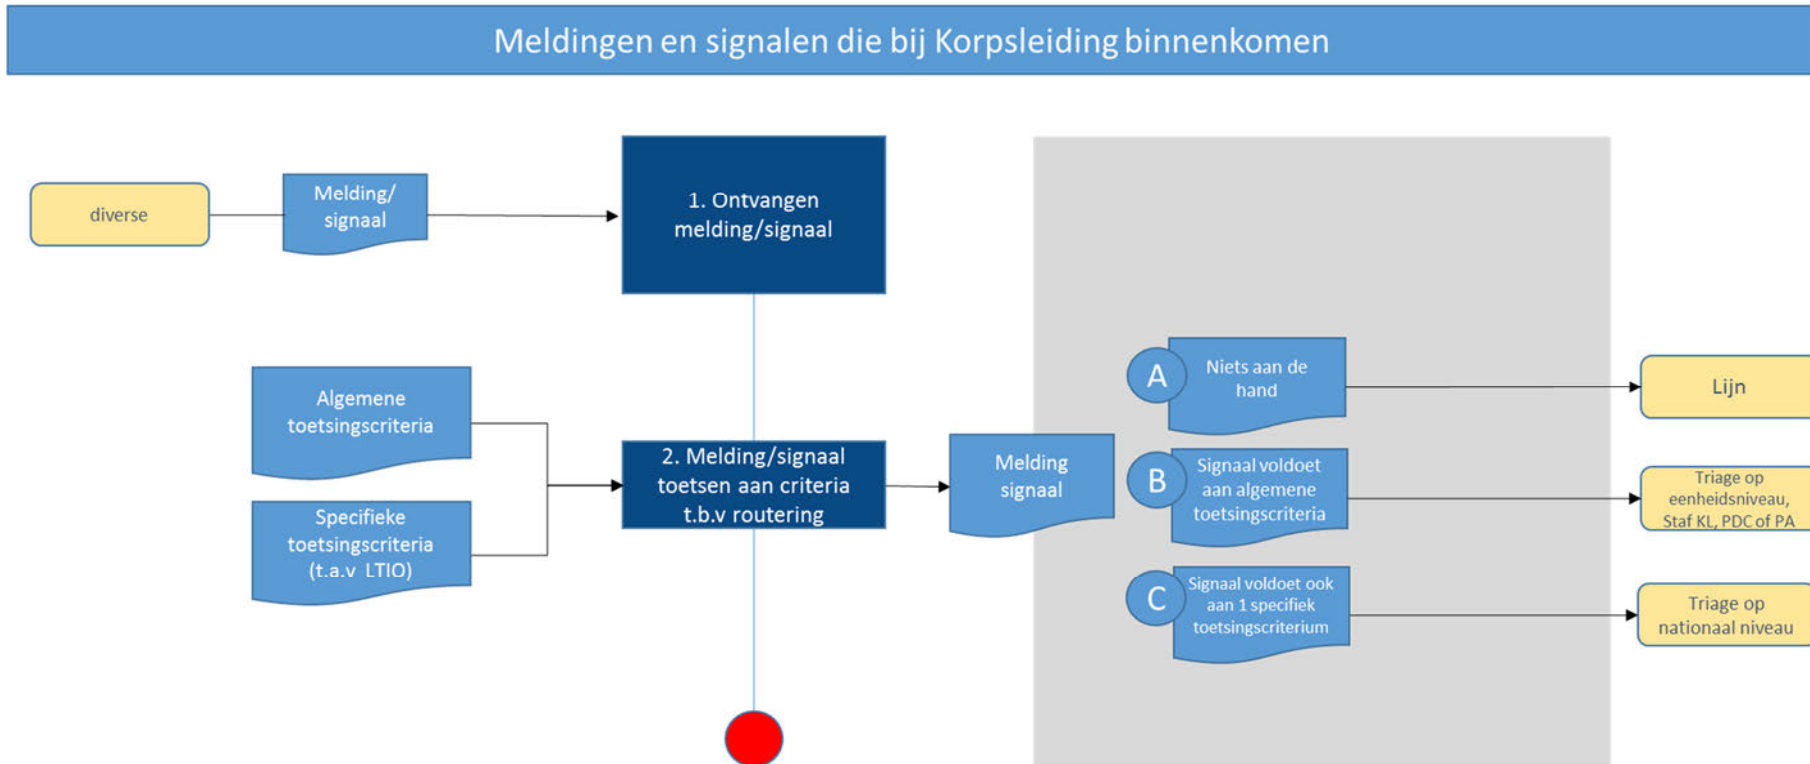 Meldingen en signalen die bij Korpsleiding binnenkomen
diverse
Melding/
signaal
1. Ontvangen
melding/signaal
Algemene
toetsingscriteria
Specifieke
toetsingscriteria
(t.a.v. LTIO)
2. Melding/signaal
toetsen aan criteria
t.b.v routering
Melding
signaal
A
Niets aan de
hand
Lijn
B
Signaal voldoet
aan algemene
toetsingscriteria
Triage op
eenheidsniveau,
Staf KL, PDC of PA
C
Signaal voldoet ook
aan 1 specifiek
toetsingscriterium
Triage op
nationaal niveau